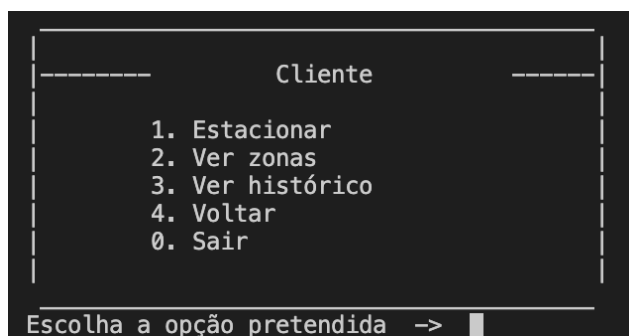 Cliente
1. Estacionar
2. Ver zonas
3. Ver histórico
4. Voltar
0. Sair
Escolha a opção pretendida ->